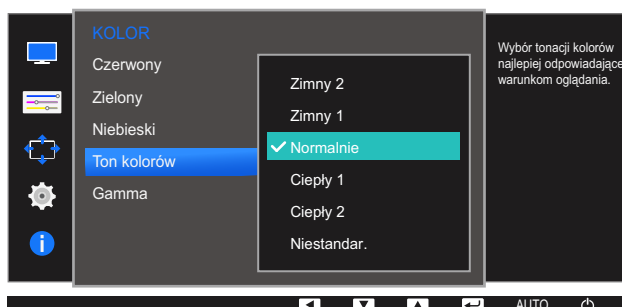 KOLOR
Czerwony
Zielony
Niebieski
Ton kolorów
Gamma
Zimny 2
Zimny 1
Normalnie
Ciepły 1
Ciepły 2
Niestandar.
Wybór tonacji kolorów
najlepiej odpowiadające
warunkom oglądania.
AUTO